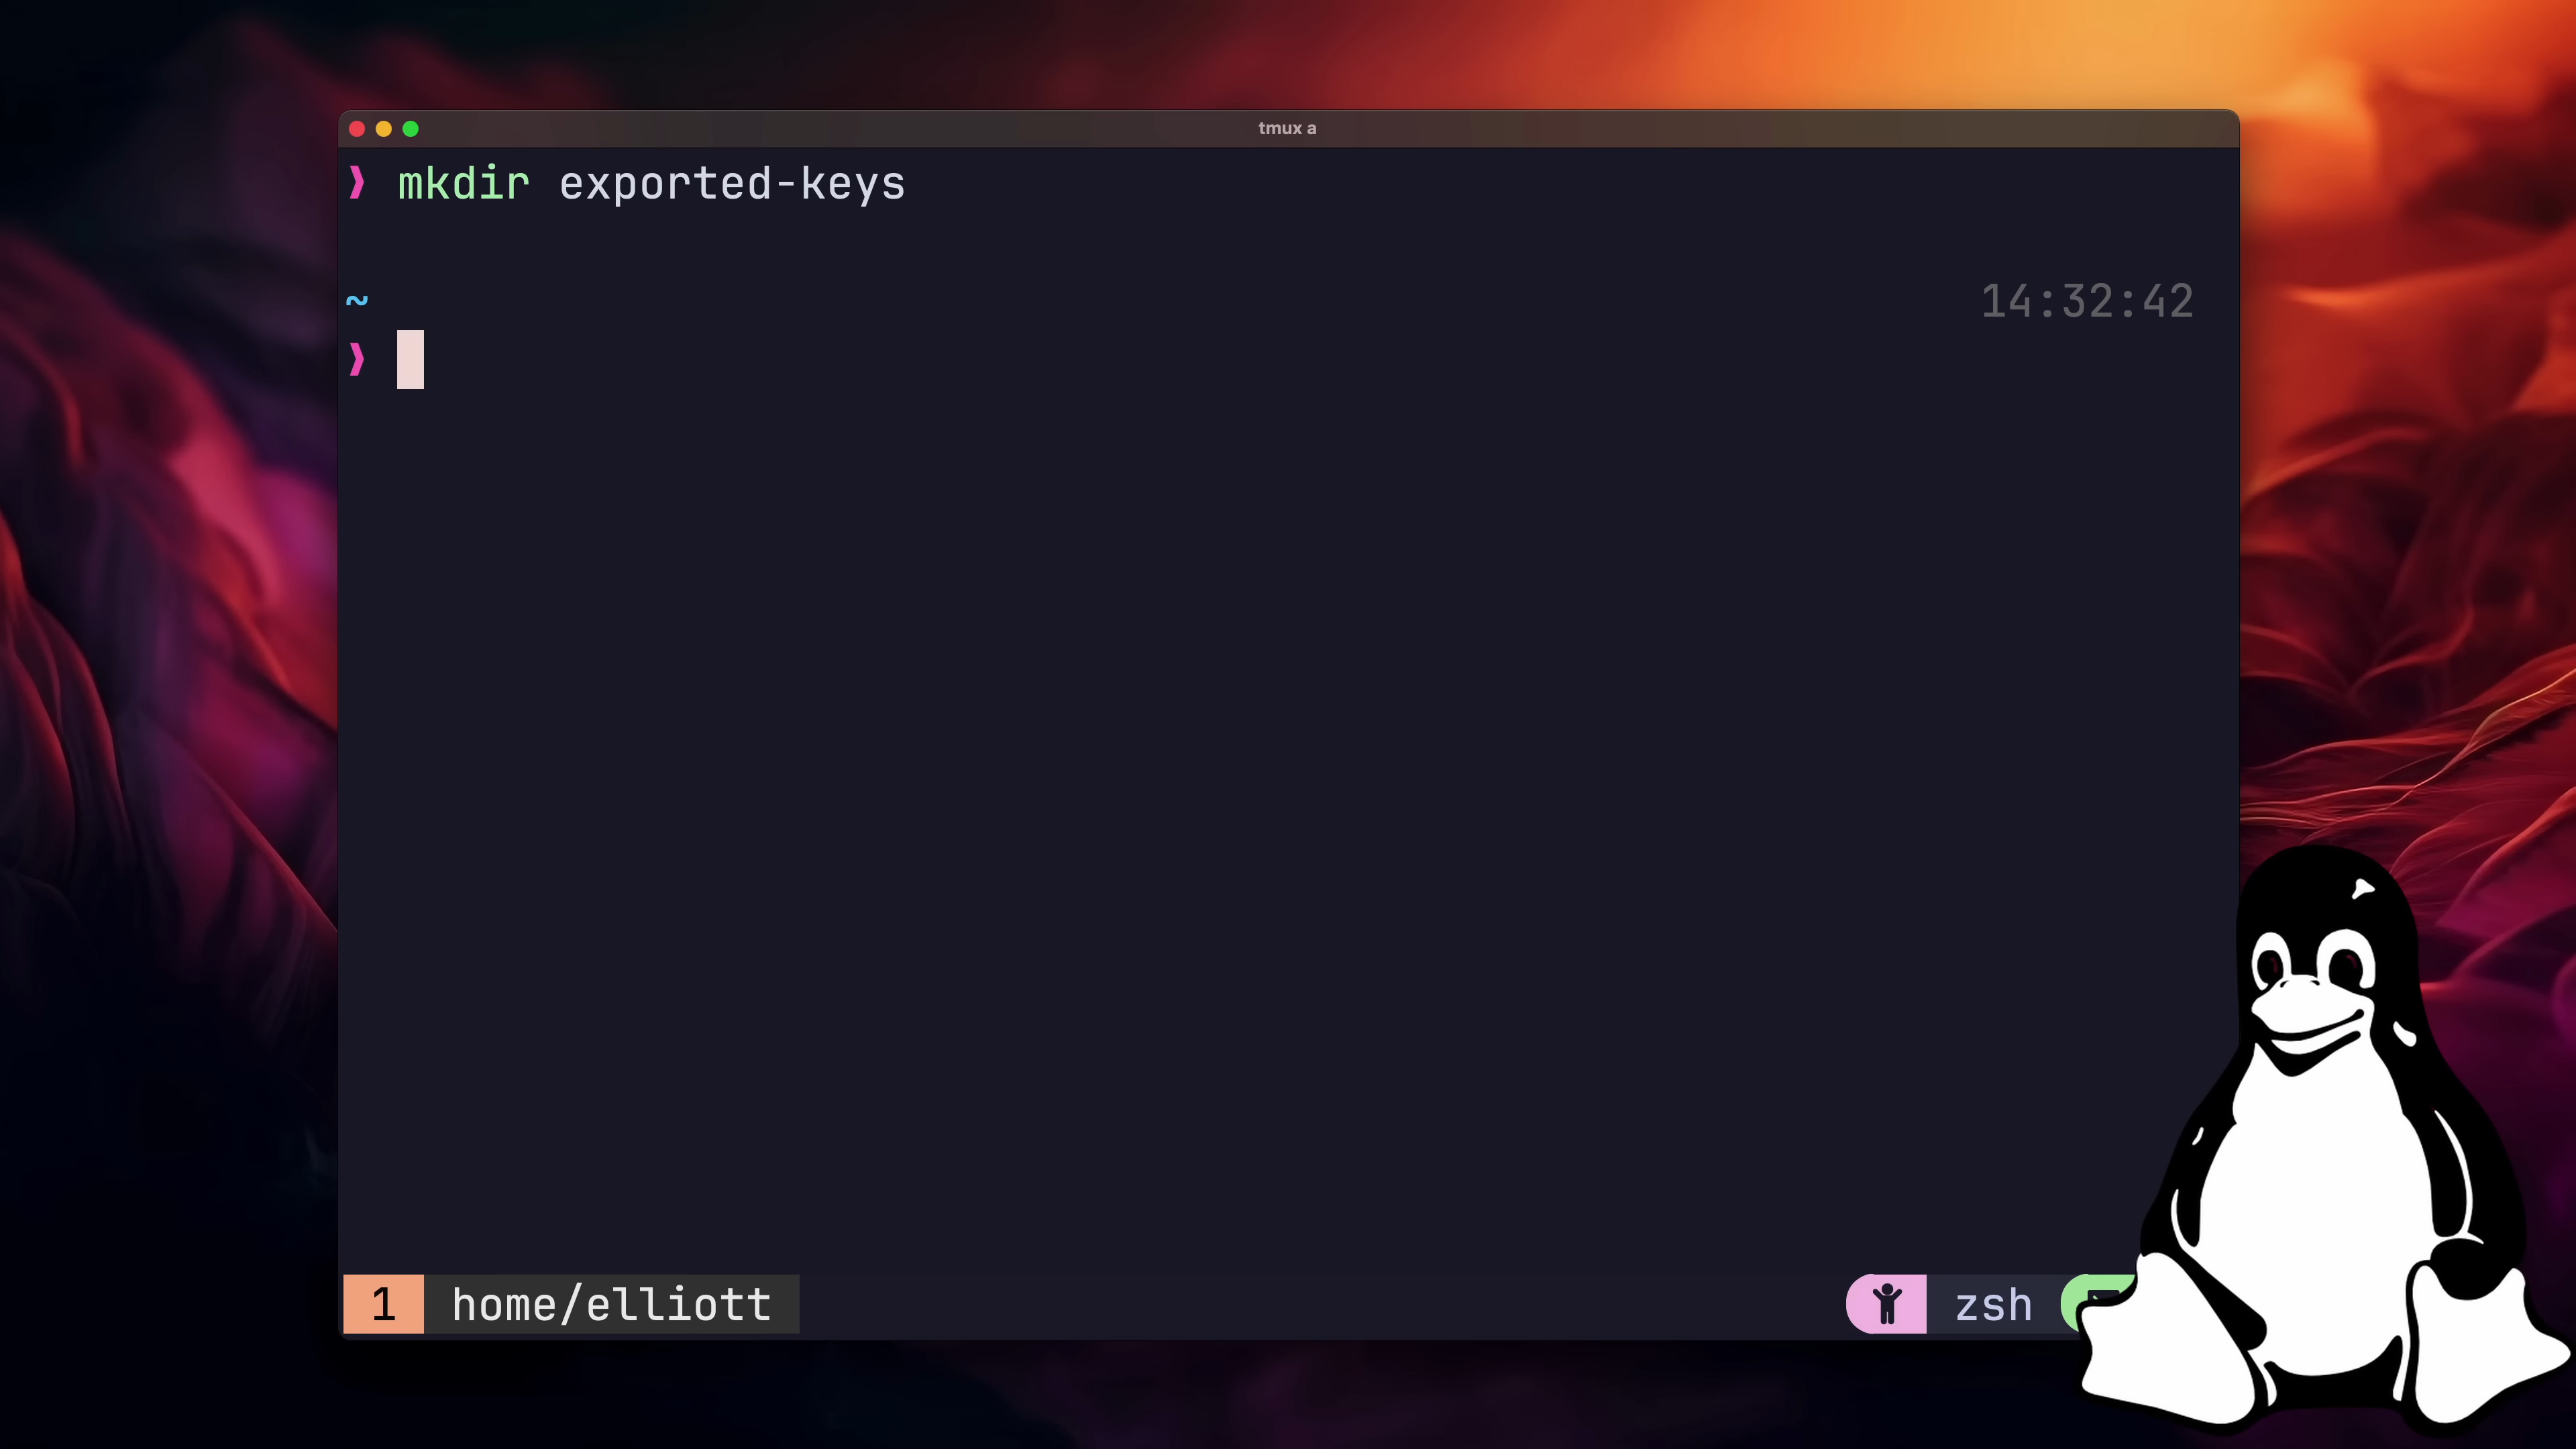 tmux a
❯ mkdir exported-keys
~ 14:32:42
❯
1 home/elliott zsh